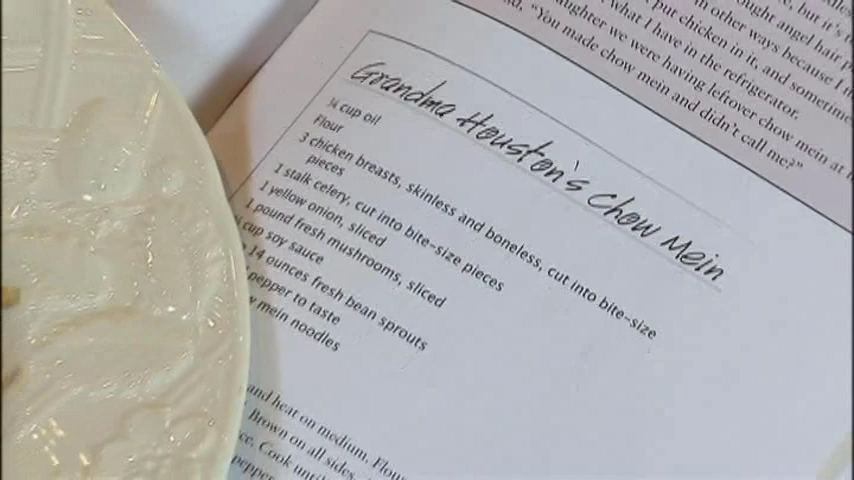 but it's
ought angel hair
in other ways because I
put chicken in it, and sometime
what I have in the refrigerator.
daughter we were having leftover chow mein at
"You made chow mein and didn't call me?"
Grandma Houston's Chow Mein
¼ cup oil
Flour
3 chicken breasts, skinless and boneless, cut into bite-size
pieces
1 stalk celery, cut into bite-size pieces
1 yellow onion, sliced
1 pound fresh mushrooms, sliced
cup soy sauce
14 ounces fresh bean sprouts
pepper to taste
mein noodles
and heat on medium. Flou
Brown on all sides,
Cook unti
peppe